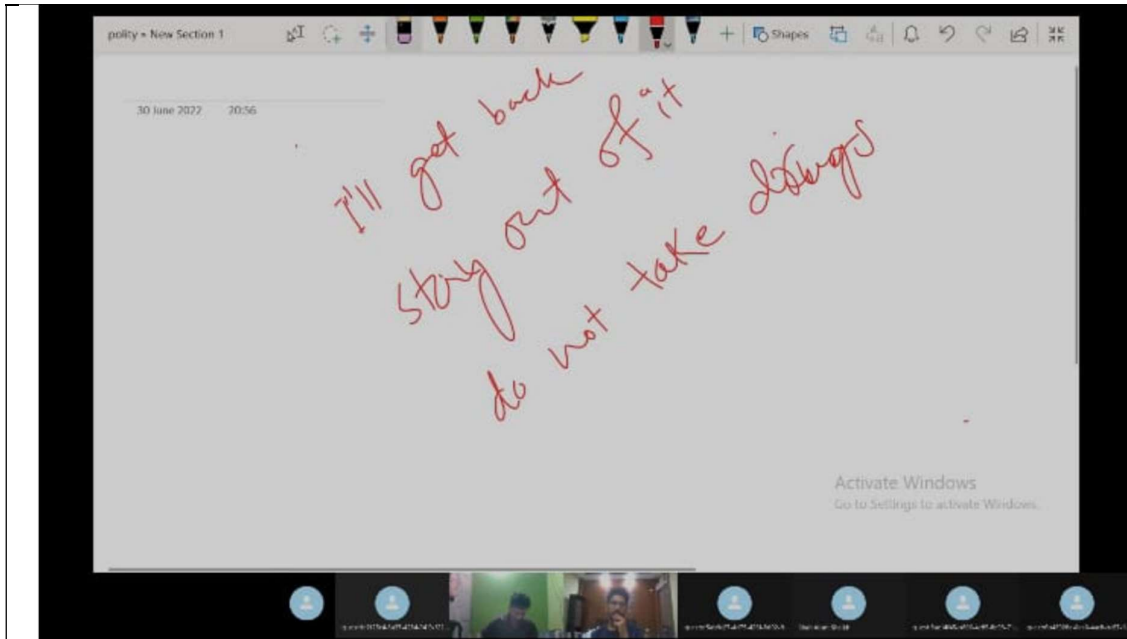 polity » New Section 1
Shapes
30 June 2022 20:56
I'll get back
stay out of it
do not take drugs
Activate Windows
Go to Settings to activate Windows.